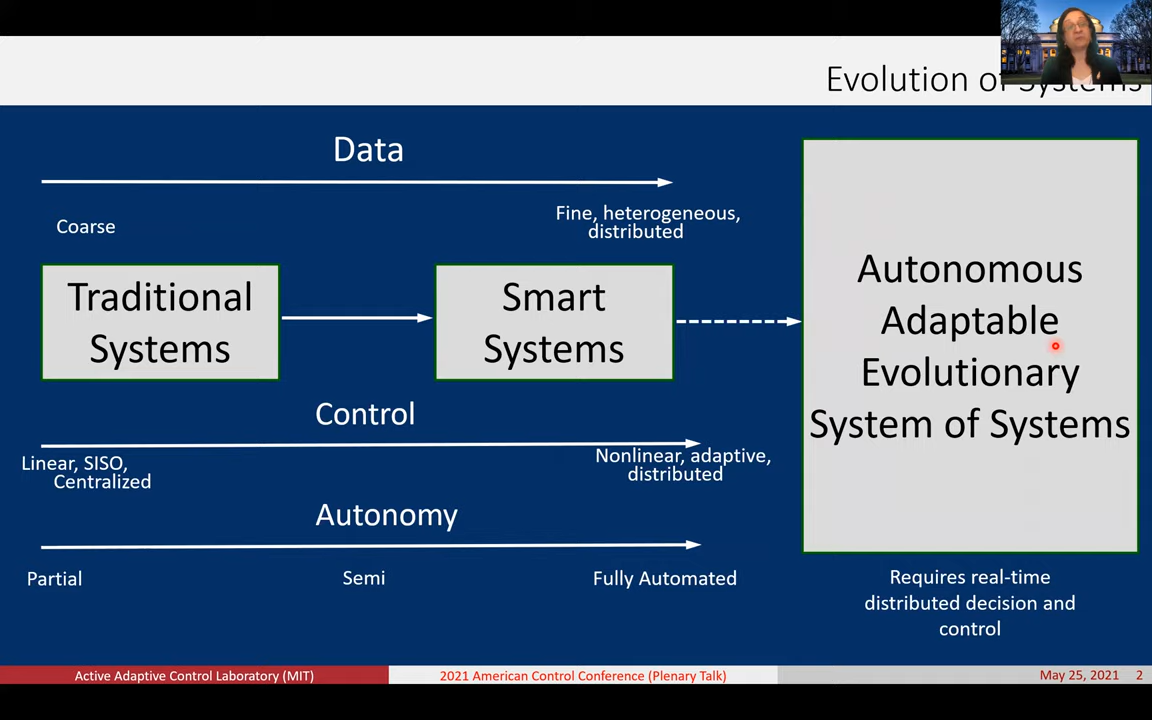 Evolution of Systems
Data
Coarse
Fine, heterogeneous,
distributed
Traditional
Systems
Smart
Systems
Autonomous
Adaptable
Evolutionary
System of Systems
Control
Linear, SISO,
Centralized
Nonlinear, adaptive,
distributed
Autonomy
Partial
Semi
Fully Automated
Requires real-time
distributed decision and
control
Active Adaptive Control Laboratory (MIT)
2021 American Control Conference (Plenary Talk)
May 25, 2021 2